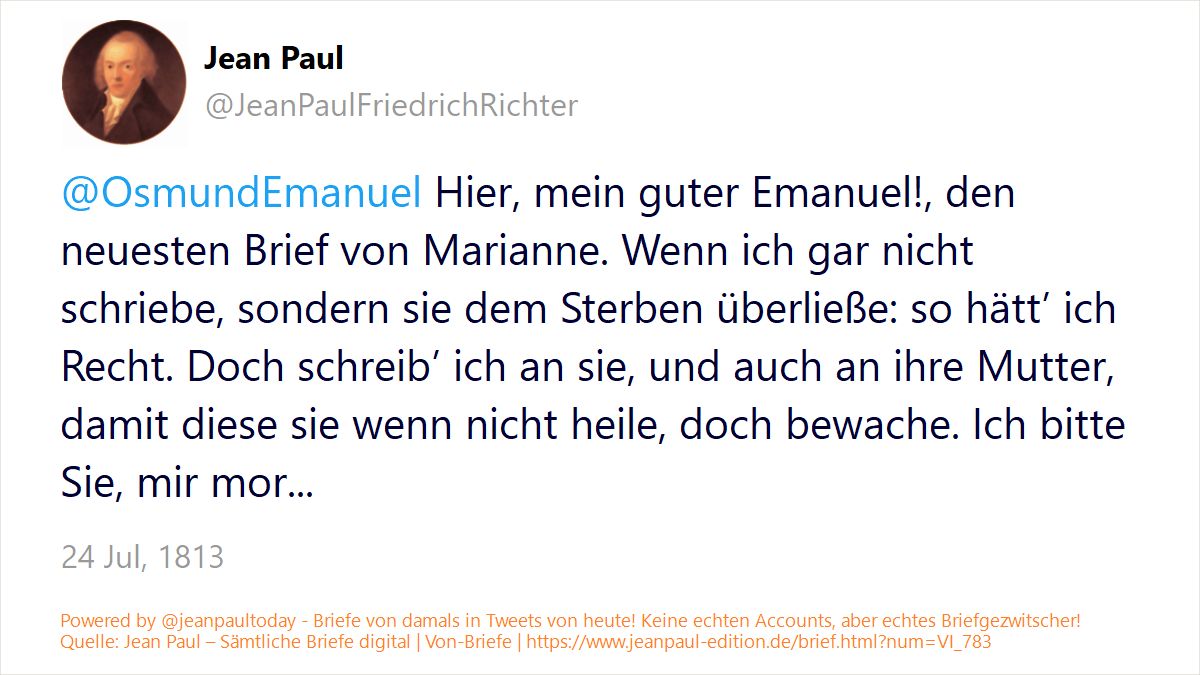 Jean Paul
@JeanPaulFriedrichRichter
@OsmundEmanuel Hier, mein guter Emanuel!, den
neuesten Brief von Marianne. Wenn ich gar nicht
schriebe, sondern sie dem Sterben überließe: so hätt’ ich
Recht. Doch schreib’ ich an sie, und auch an ihre Mutter,
damit diese sie wenn nicht heile, doch bewache. Ich bitte
Sie, mir mor...
24 Jul, 1813
Powered by @jeanpaultoday - Briefe von damals in Tweets von heute! Keine echten Accounts, aber echtes Briefgezwitscher!
Quelle: Jean Paul – Sämtliche Briefe digital | Von-Briefe | https://www.jeanpaul-edition.de/brief.html?num=VI_783